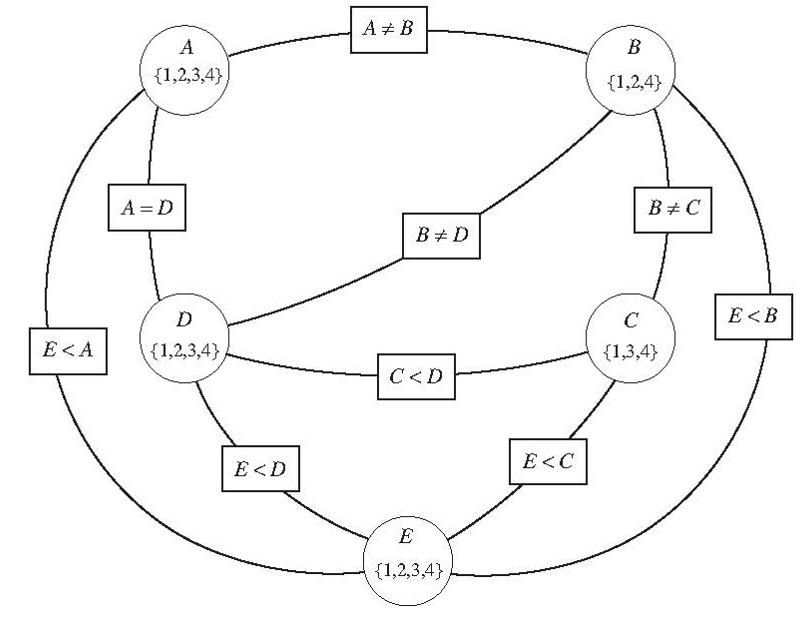 A ≠ B
A
{1,2,3,4}
B
{1,2,4}
A = D
B ≠ C
B ≠ D
E < B
D
{1,2,3,4}
C
{1,3,4}
E < A
C < D
E < D
E < C
E
{1,2,3,4}